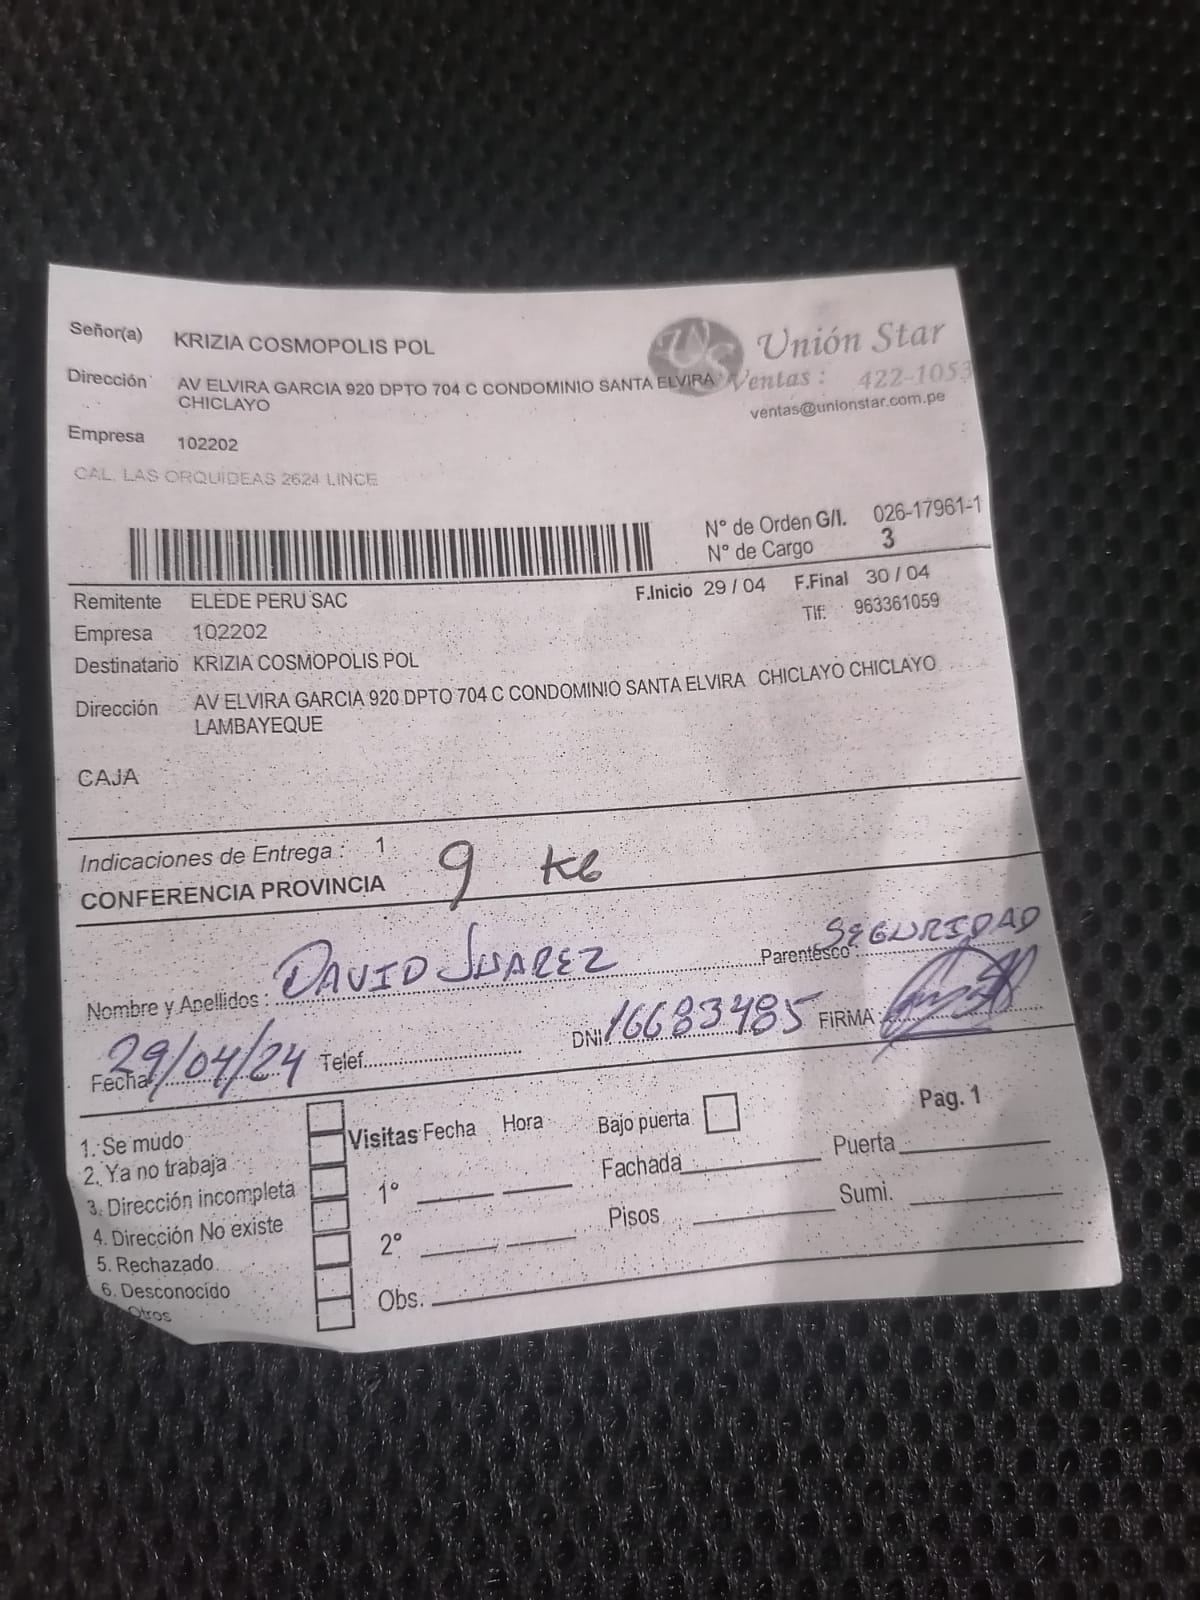 Señor(a) KRIZIA COSMOPOLIS POL
Unión Star
Dirección AV ELVIRA GARCIA 920 DPTO 704 C CONDOMINIO SANTA ELVIRA
CHICLAYO
Ventas : 422-1053
ventas@unionstar.com.pe
Empresa 102202
CAL. LAS ORQUIDEAS 2624 LINCE
N° de Orden G/I. 026-17961-1
N° de Cargo 3
Remitente ELEDE PERU SAC
F.Inicio 29 / 04 F.Final 30 / 04
Empresa 102202
Tlf: 963361059
Destinatario KRIZIA COSMOPOLIS POL
Dirección AV ELVIRA GARCIA 920 DPTO 704 C CONDOMINIO SANTA ELVIRA CHICLAYO CHICLAYO
LAMBAYEQUE
CAJA
Indicaciones de Entrega : 1
CONFERENCIA PROVINCIA 9 KG
Nombre y Apellidos : DAVID JUAREZ Parentesco : SEGURIDAD
Fecha 29/04/24 Telef. DNI 16683485 FIRMA
Pag. 1
1. Se mudo
2. Ya no trabaja
3. Dirección incompleta
4. Dirección No existe
5. Rechazado
6. Desconocido
Otros
Visitas Fecha Hora
1°
2°
Obs.
Bajo puerta
Fachada Puerta
Pisos Sumi.